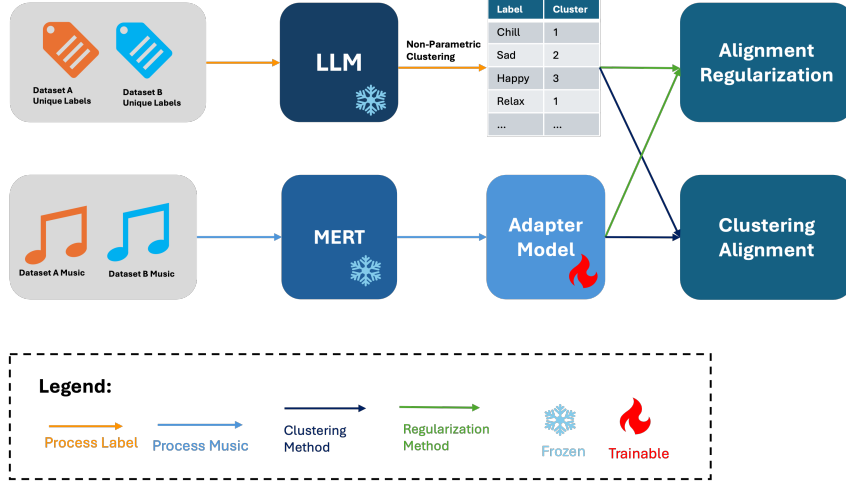 Dataset A
Unique Labels
Dataset B
Unique Labels
LLM
Non-Parametric
Clustering
Label Cluster
Chill 1
Sad 2
Happy 3
Relax 1
... ...
Alignment
Regularization
Dataset A Music
Dataset B Music
MERT
Adapter
Model
Clustering
Alignment
Legend:
Process Label
Process Music
Clustering
Method
Regularization
Method
Frozen
Trainable